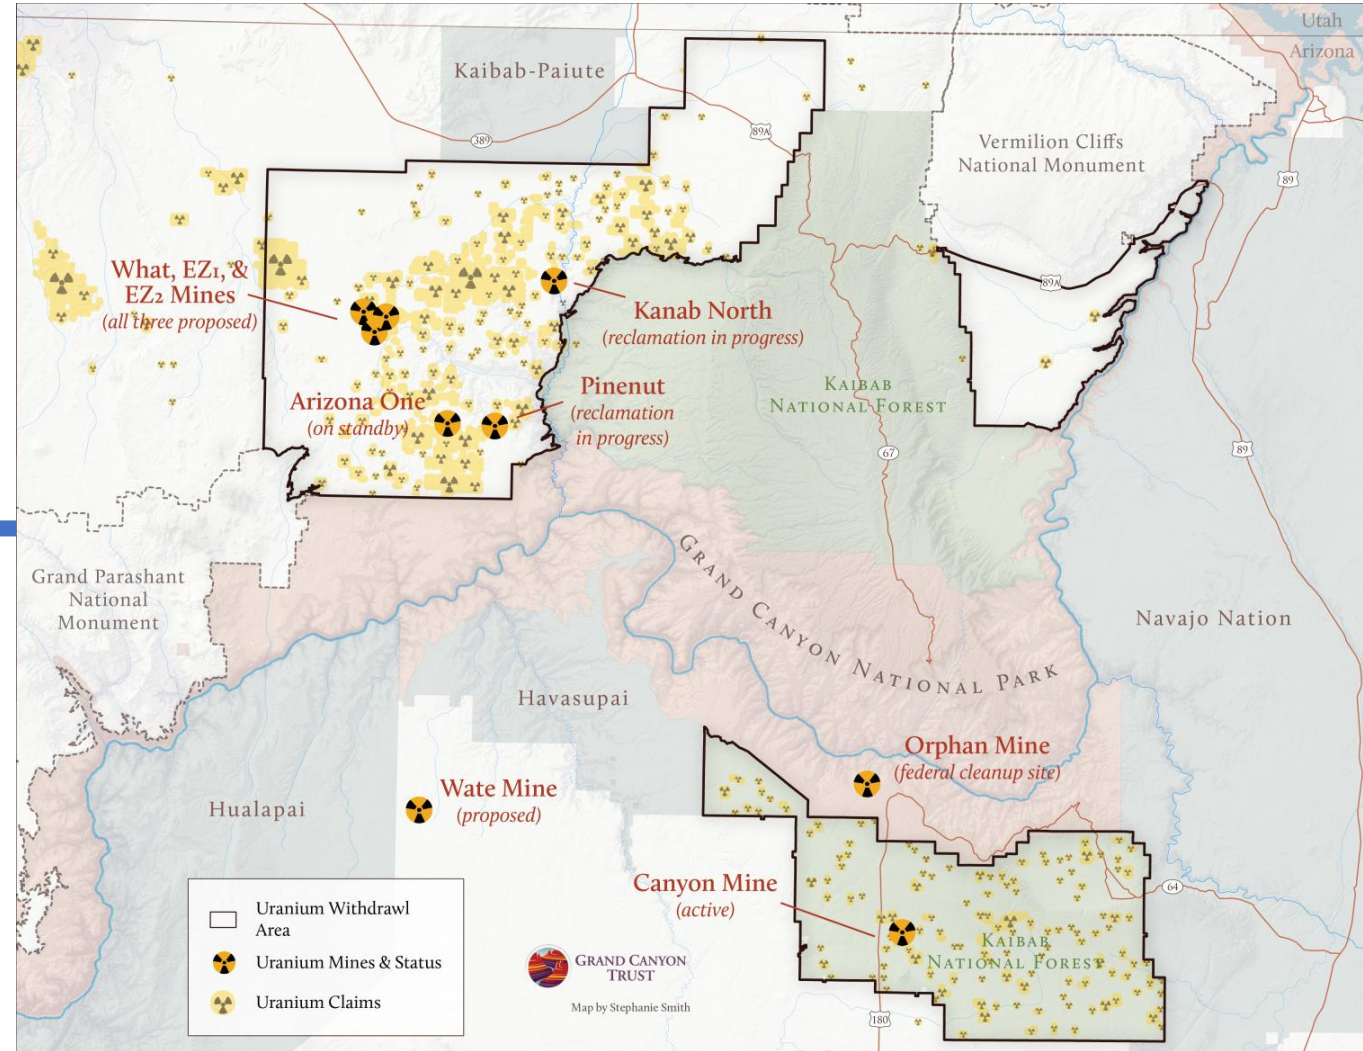 Utah
Arizona
Kaibab-Paiute
389
89A
Vermilion Cliffs
National Monument
89
What, EZ1, &
EZ2 Mines
(all three proposed)
Kanab North
(reclamation in progress)
89A
Arizona One
(on standby)
Pinenut
(reclamation
in progress)
KAIBAB
NATIONAL FOREST
67
89
Grand Parashant
National
Monument
GRAND CANYON NATIONAL PARK
Navajo Nation
Havasupai
Orphan Mine
(federal cleanup site)
Wate Mine
(proposed)
Hualapai
Canyon Mine
(active)
64
KAIBAB
NATIONAL FOREST
180
Uranium Withdrawl
Area
Uranium Mines & Status
Uranium Claims
GRAND CANYON
TRUST
Map by Stephanie Smith